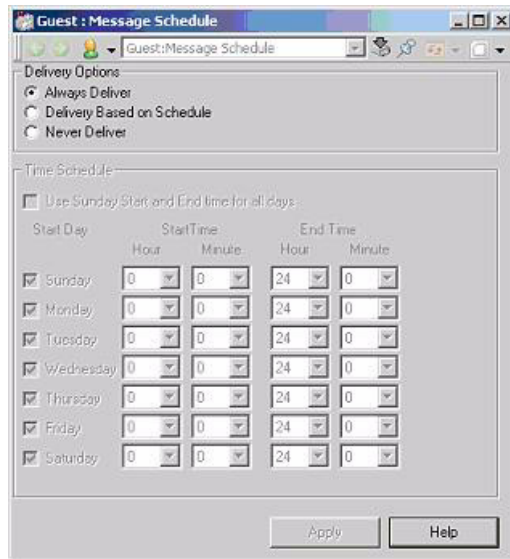 Guest : Message Schedule
Guest:Message Schedule
Delivery Options
Always Deliver
Delivery Based on Schedule
Never Deliver
Time Schedule
Use Sunday Start and End time for all days
Start Day StartTime End Time
Hour Minute Hour Minute
Sunday 0 0 24 0
Monday 0 0 24 0
Tuesday 0 0 24 0
Wednesday 0 0 24 0
Thursday 0 0 24 0
Friday 0 0 24 0
Saturday 0 0 24 0
Apply Help